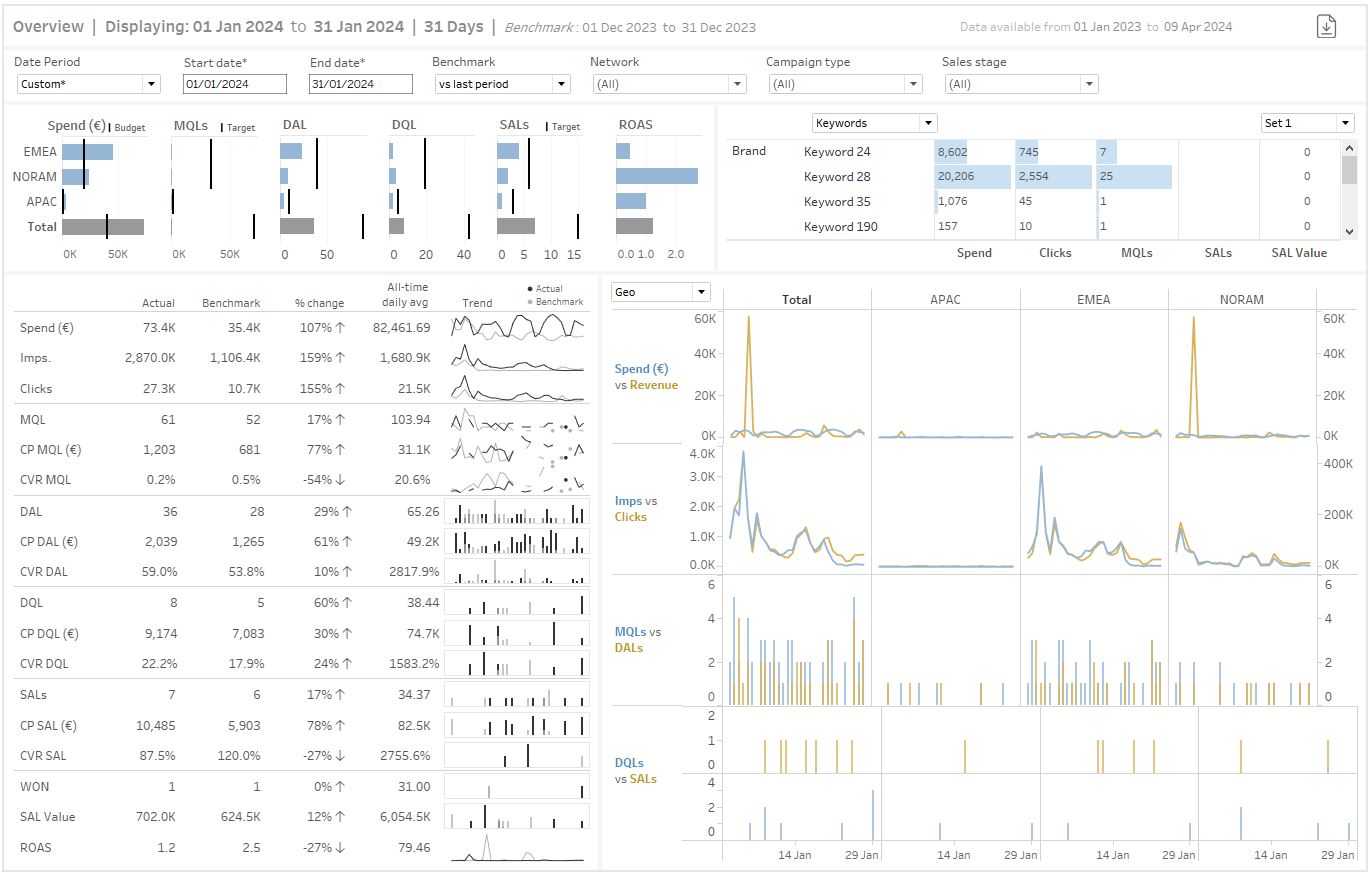 Overview | Displaying: 01 Jan 2024 to 31 Jan 2024 | 31 Days | Benchmark : 01 Dec 2023 to 31 Dec 2023
Data available from 01 Jan 2023 to 09 Apr 2024
Date Period Start date* End date* Benchmark Network Campaign type Sales stage
Custom* 01/01/2024 31/01/2024 vs last period (All) (All) (All)
Spend (€) Budget MQLs Target DAL DQL SALs Target ROAS
EMEA
NORAM
APAC
Total
0K 50K 0K 50K 0 50 0 20 40 0 5 10 15 0.0 1.0 2.0
Keywords Set 1
Brand Keyword 24 8,602 745 7 0
Keyword 28 20,206 2,554 25 0
Keyword 35 1,076 45 1 0
Keyword 190 157 10 1 0
Spend Clicks MQLs SALs SAL Value
Actual Benchmark % change All-time daily avg Trend Actual Benchmark
Spend (€) 73.4K 35.4K 107% ↑ 82,461.69
Imps. 2,870.0K 1,106.4K 159% ↑ 1,680.9K
Clicks 27.3K 10.7K 155% ↑ 21.5K
MQL 61 52 17% ↑ 103.94
CP MQL (€) 1,203 681 77% ↑ 31.1K
CVR MQL 0.2% 0.5% -54% ↓ 20.6%
DAL 36 28 29% ↑ 65.26
CP DAL (€) 2,039 1,265 61% ↑ 49.2K
CVR DAL 59.0% 53.8% 10% ↑ 2817.9%
DQL 8 5 60% ↑ 38.44
CP DQL (€) 9,174 7,083 30% ↑ 74.7K
CVR DQL 22.2% 17.9% 24% ↑ 1583.2%
SALs 7 6 17% ↑ 34.37
CP SAL (€) 10,485 5,903 78% ↑ 82.5K
CVR SAL 87.5% 120.0% -27% ↓ 2755.6%
WON 1 1 0% ↑ 31.00
SAL Value 702.0K 624.5K 12% ↑ 6,054.5K
ROAS 1.2 2.5 -27% ↓ 79.46
Geo Total APAC EMEA NORAM
60K 60K
40K 40K
Spend (€)
vs Revenue
20K 20K
0K 0K
4.0K 400K
3.0K
Imps vs
Clicks
2.0K 200K
1.0K
0.0K 0K
6 6
4 4
MQLs vs
DALs
2 2
0 0
2
1
DQLs
0
vs SALs
4
2
0
14 Jan 29 Jan 14 Jan 29 Jan 14 Jan 29 Jan 14 Jan 29 Jan